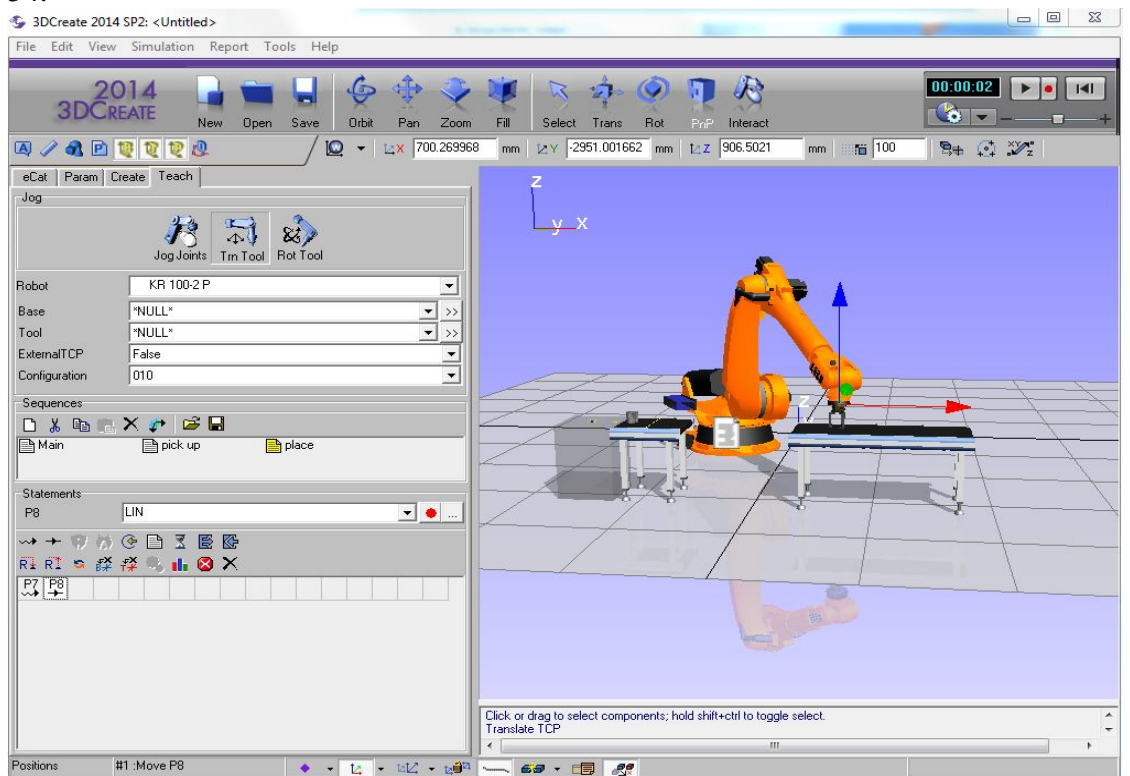 3DCreate 2014 SP2: <Untitled>
File Edit View Simulation Report Tools Help
2014
3DCREATE
New Open Save Orbit Pan Zoom Fill Select Trans Rot PnP Interact
00:00:02
X 700.269968 mm Y -2951.001662 mm Z 906.5021 mm 100
eCat Param Create Teach
Jog
Jog Joints Trn Tool Rot Tool
Robot KR 100-2 P
Base *NULL* >>
Tool *NULL* >>
ExternalTCP False
Configuration 010
Sequences
Main pick up place
Statements
P8 LIN ...
P7 P8
Z
y X
Z
Click or drag to select components; hold shift+ctrl to toggle select.
Translate TCP
Positions #1 :Move P8